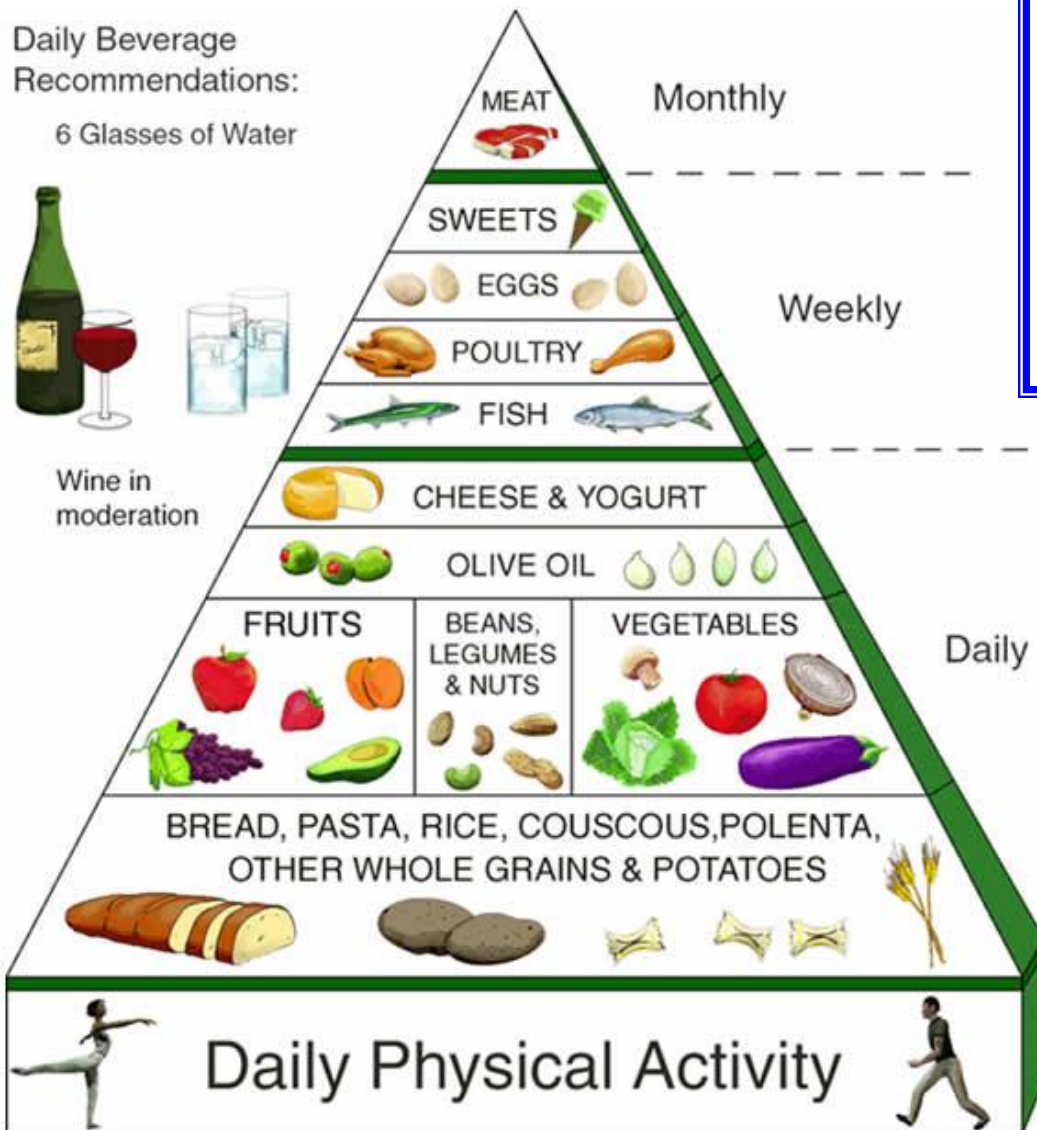 Daily Beverage
Recommendations:
6 Glasses of Water
Wine in
moderation
MEAT
Monthly
SWEETS
EGGS
Weekly
POULTRY
FISH
CHEESE & YOGURT
OLIVE OIL
FRUITS
BEANS,
LEGUMES
& NUTS
VEGETABLES
Daily
BREAD, PASTA, RICE, COUSCOUS,POLENTA,
OTHER WHOLE GRAINS & POTATOES
Daily Physical Activity